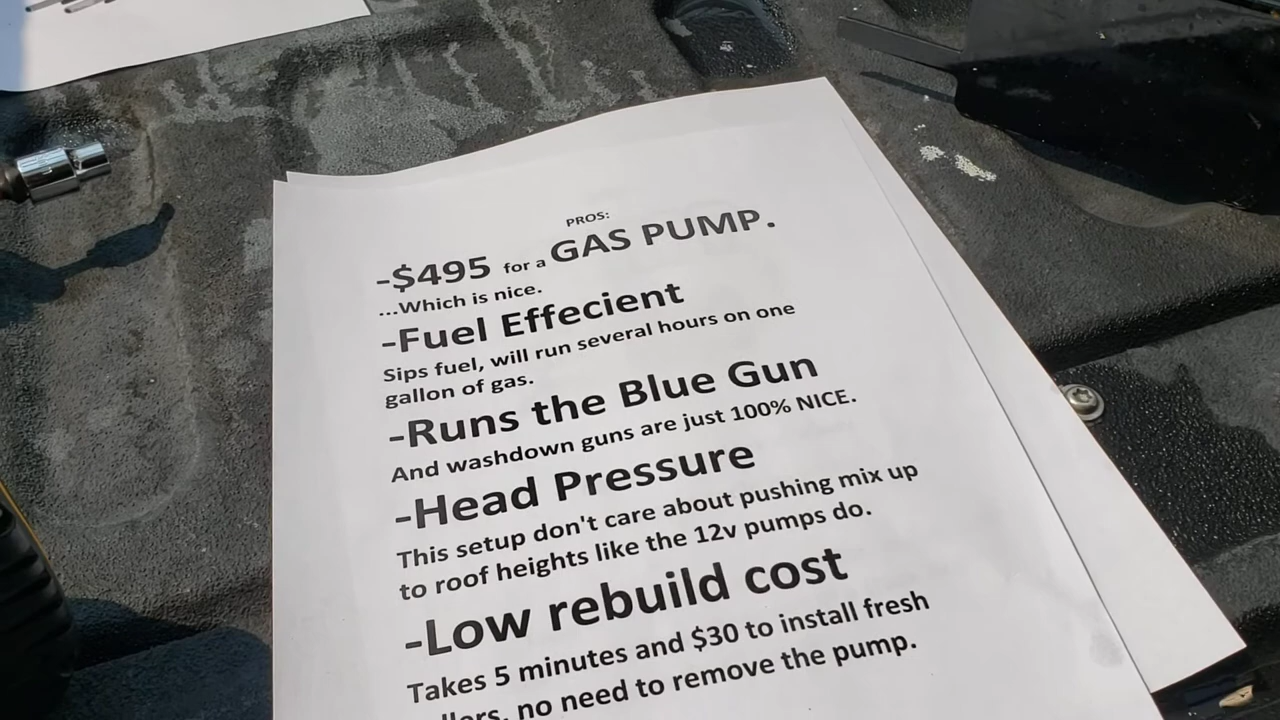 PROS:
-$495 for a GAS PUMP.
...Which is nice.
-Fuel Effecient
Sips fuel, will run several hours on one
gallon of gas.
-Runs the Blue Gun
And washdown guns are just 100% NICE.
-Head Pressure
This setup don't care about pushing mix up
to roof heights like the 12v pumps do.
-Low rebuild cost
Takes 5 minutes and $30 to install fresh
no need to remove the pump.